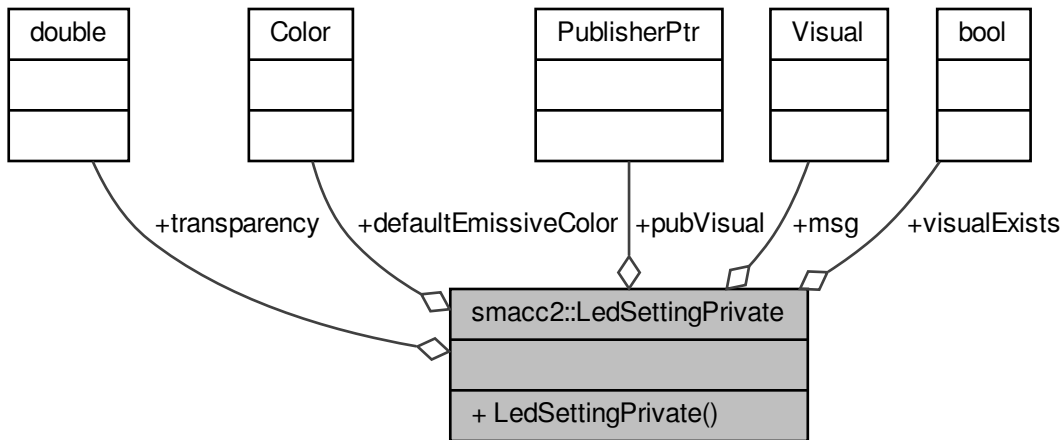 double
Color
PublisherPtr
Visual
bool
+transparency
+defaultEmissiveColor
+pubVisual
+msg
+visualExists
smacc2::LedSettingPrivate
+ LedSettingPrivate()